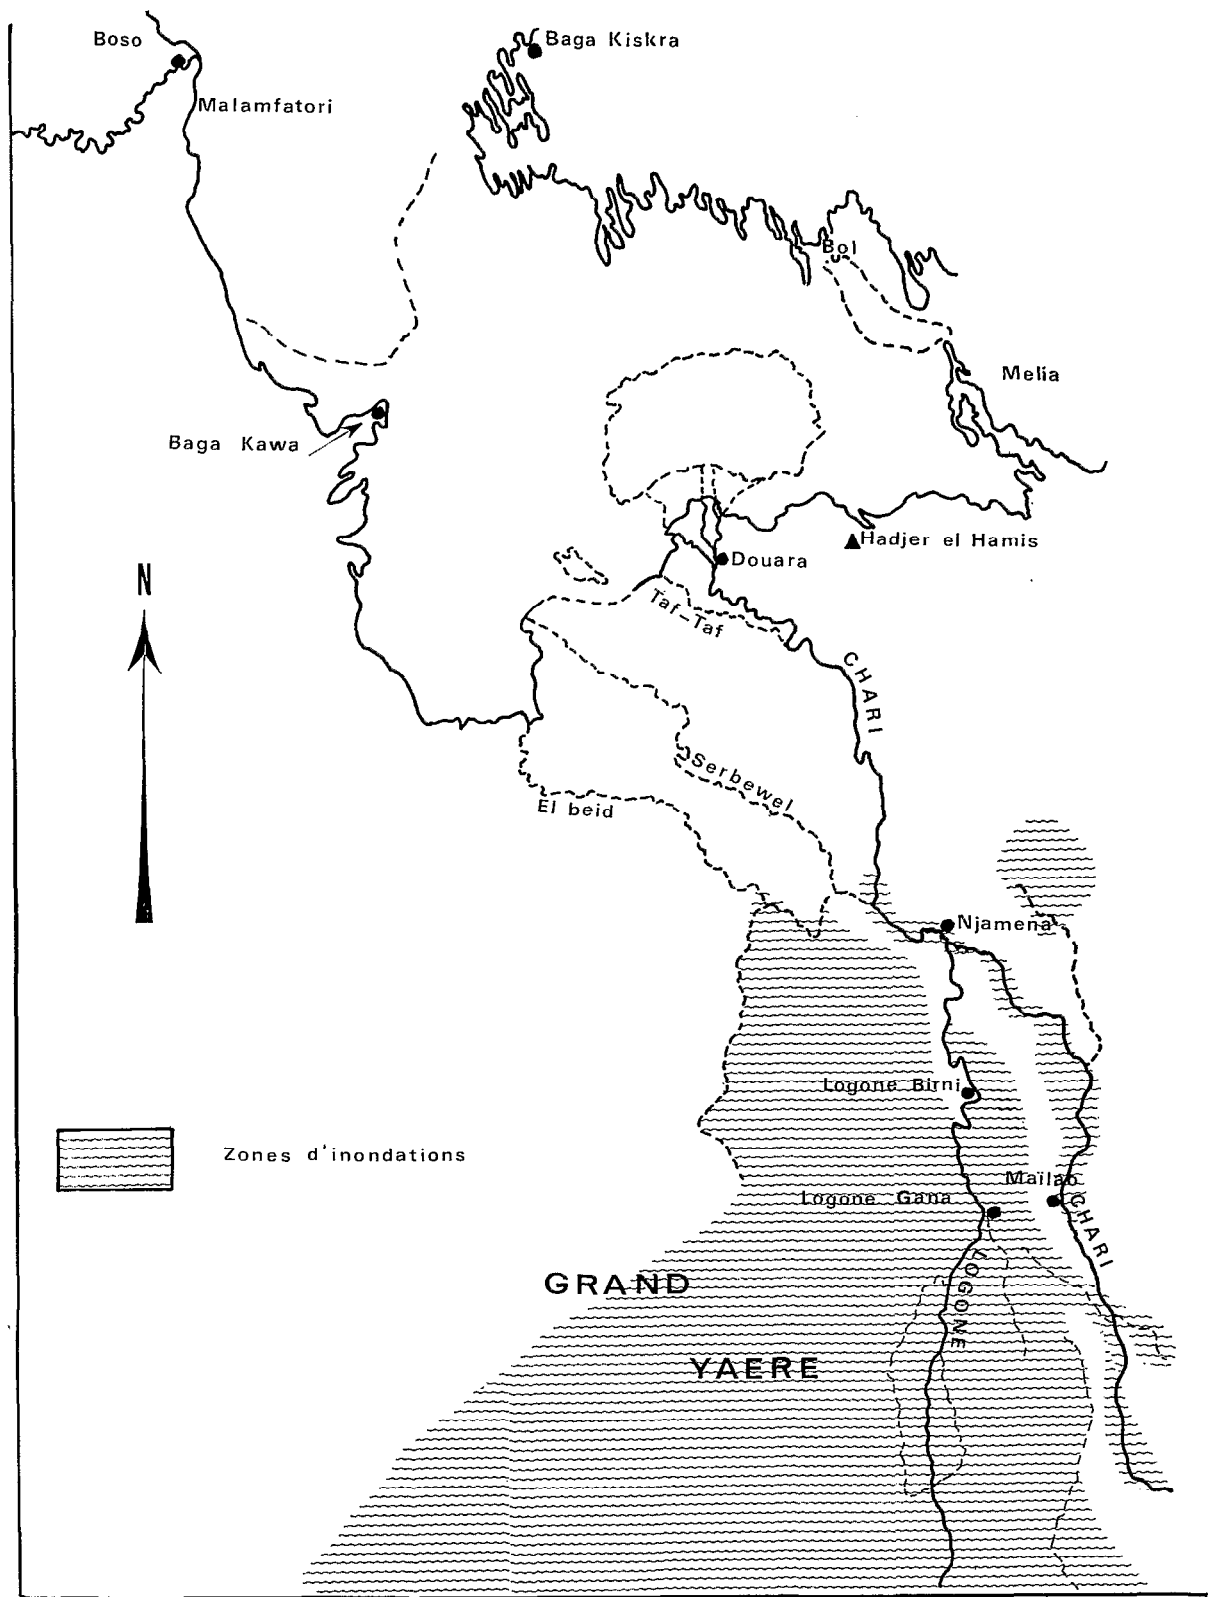 Boso
Baga Kiskra
Malamfatori
Bol
Melia
Baga Kawa
Hadjer el Hamis
Douara
N
Taf-Taf
CHARI
Serbewel
El beid
Njamena
Logone Birni
Zones d'inondations
Maïlao
Logone Gana
CHARI
LOGONE
GRAND
YAERE